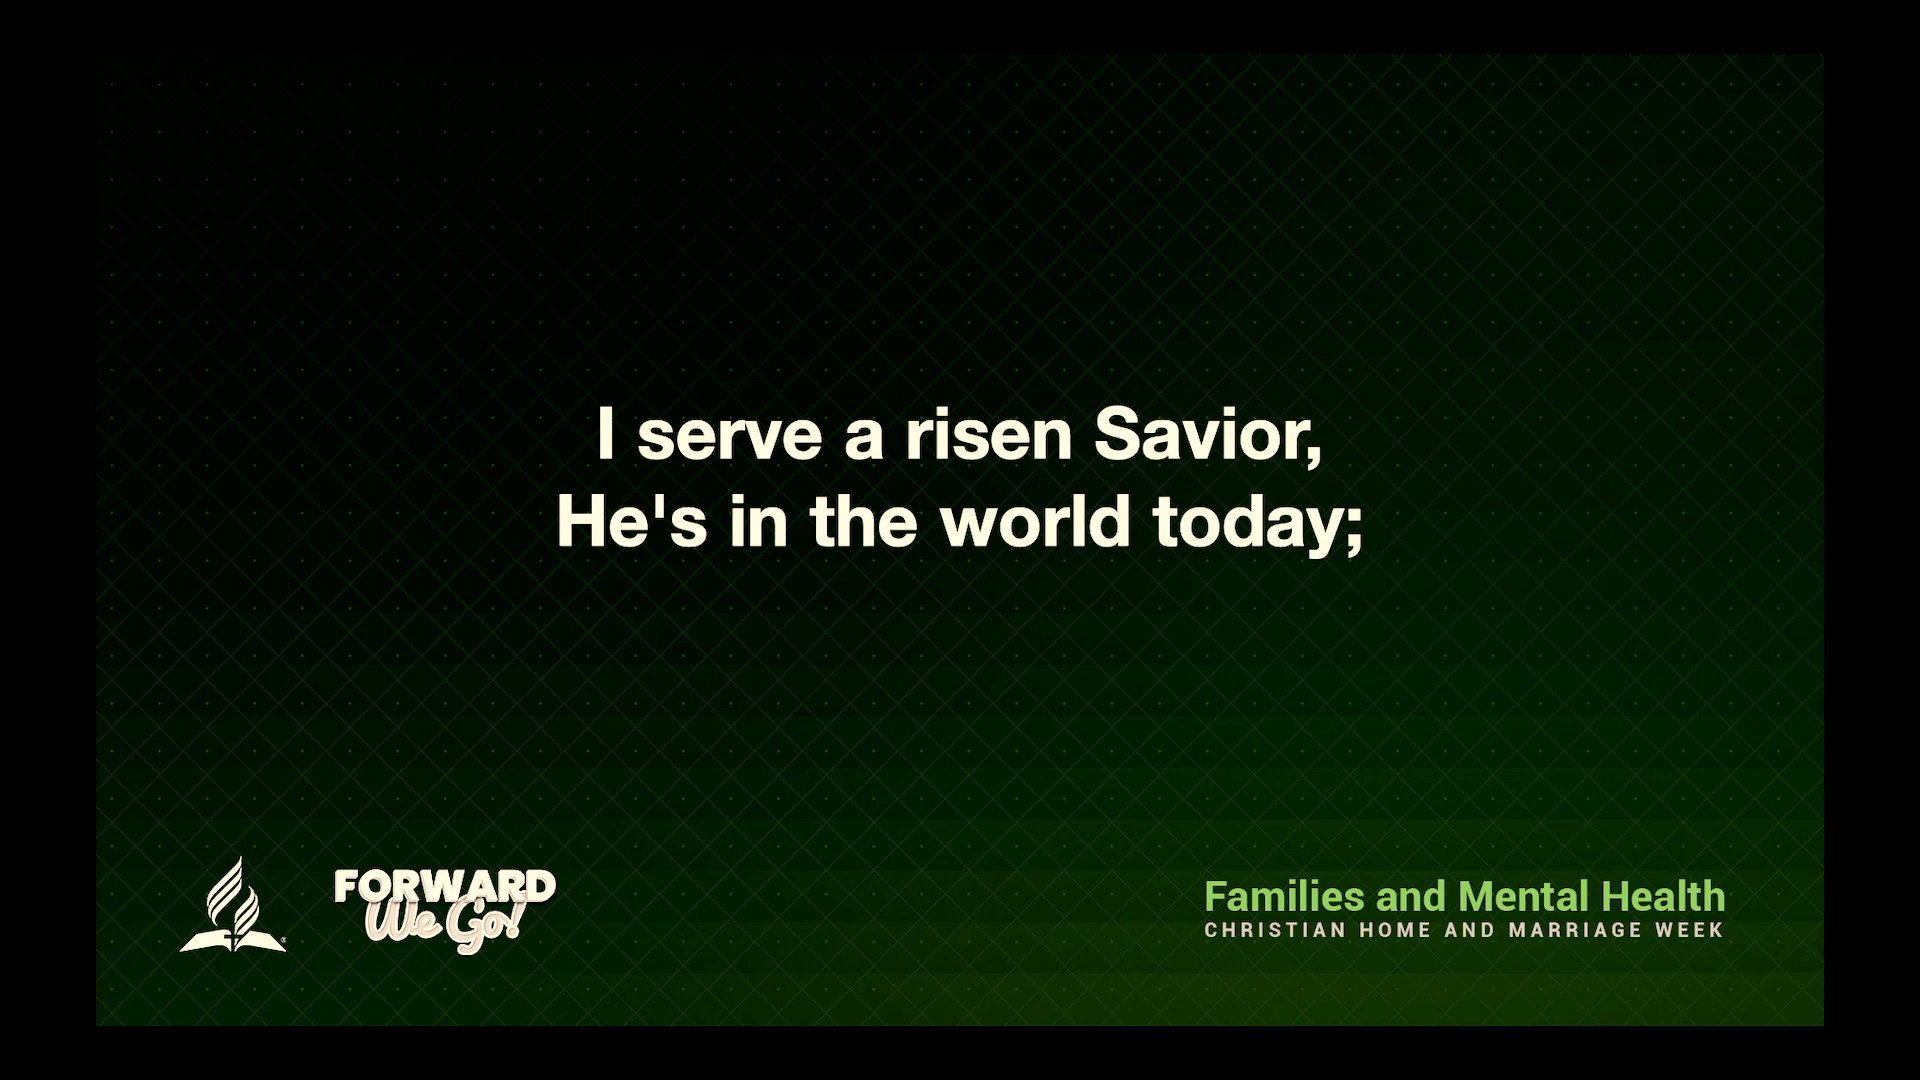 I serve a risen Savior,
He's in the world today;
FORWARD
We Go!
Families and Mental Health
CHRISTIAN HOME AND MARRIAGE WEEK